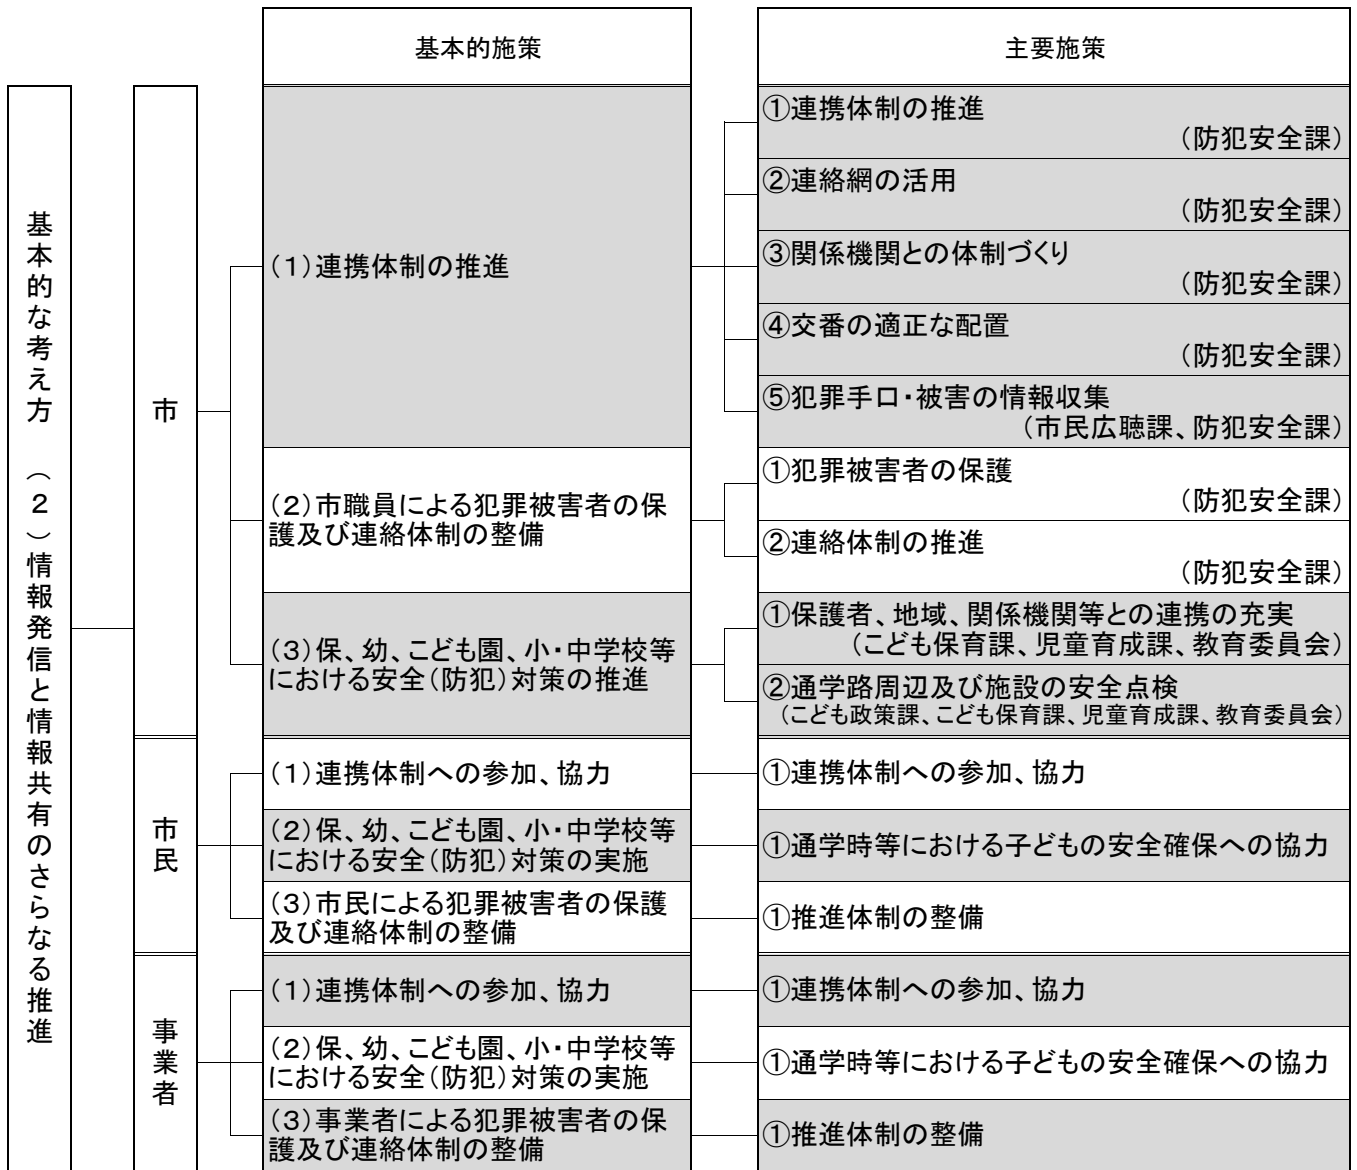 基本的施策
主要施策
基本的な考え方 （２）情報発信と情報共有のさらなる推進
市
（１）連携体制の推進
①連携体制の推進
（防犯安全課）
②連絡網の活用
（防犯安全課）
③関係機関との体制づくり
（防犯安全課）
④交番の適正な配置
（防犯安全課）
⑤犯罪手口・被害の情報収集
（市民広聴課、防犯安全課）
（２）市職員による犯罪被害者の保
護及び連絡体制の整備
①犯罪被害者の保護
（防犯安全課）
②連絡体制の推進
（防犯安全課）
（３）保、幼、こども園、小・中学校等
における安全（防犯）対策の推進
①保護者、地域、関係機関等との連携の充実
（こども保育課、児童育成課、教育委員会）
②通学路周辺及び施設の安全点検
（こども政策課、こども保育課、児童育成課、教育委員会）
市民
（１）連携体制への参加、協力
①連携体制への参加、協力
（２）保、幼、こども園、小・中学校等
における安全（防犯）対策の実施
①通学時等における子どもの安全確保への協力
（３）市民による犯罪被害者の保護
及び連絡体制の整備
①推進体制の整備
事業者
（１）連携体制への参加、協力
①連携体制への参加、協力
（２）保、幼、こども園、小・中学校等
における安全（防犯）対策の実施
①通学時等における子どもの安全確保への協力
（３）事業者による犯罪被害者の保
護及び連絡体制の整備
①推進体制の整備